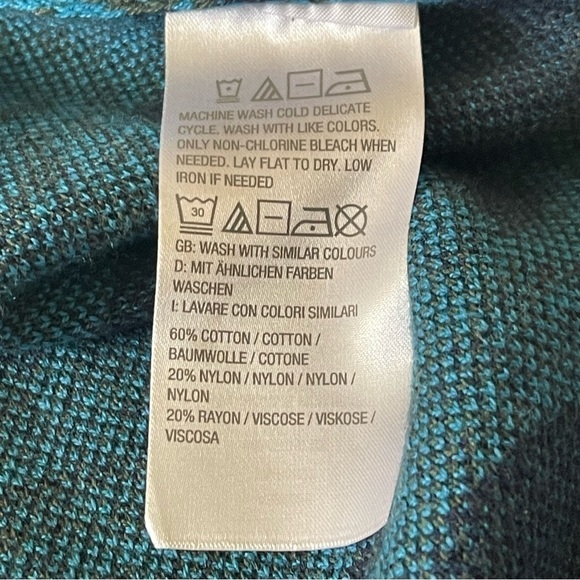 MACHINE WASH COLD DELICATE
CYCLE. WASH WITH LIKE COLORS.
ONLY NON-CHLORINE BLEACH WHEN
NEEDED. LAY FLAT TO DRY. LOW
IRON IF NEEDED
30
GB: WASH WITH SIMILAR COLOURS
D: MIT ÄHNLICHEN FARBEN
WASCHEN
I: LAVARE CON COLORI SIMILARI
60% COTTON / COTTON /
BAUMWOLLE / COTONE
20% NYLON / NYLON / NYLON /
NYLON
20% RAYON / VISCOSE / VISKOSE /
VISCOSA